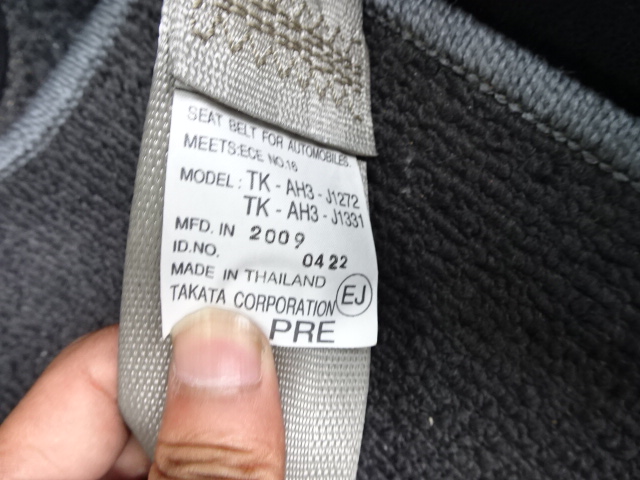 SEAT BELT FOR AUTOMOBILES.
MEETS:ECE NO.16
MODEL: TK - AH3 - J1272
TK - AH3 - J1331
MFD. IN 2009
ID.NO. 0422
MADE IN THAILAND
TAKATA CORPORATION EJ
PRE